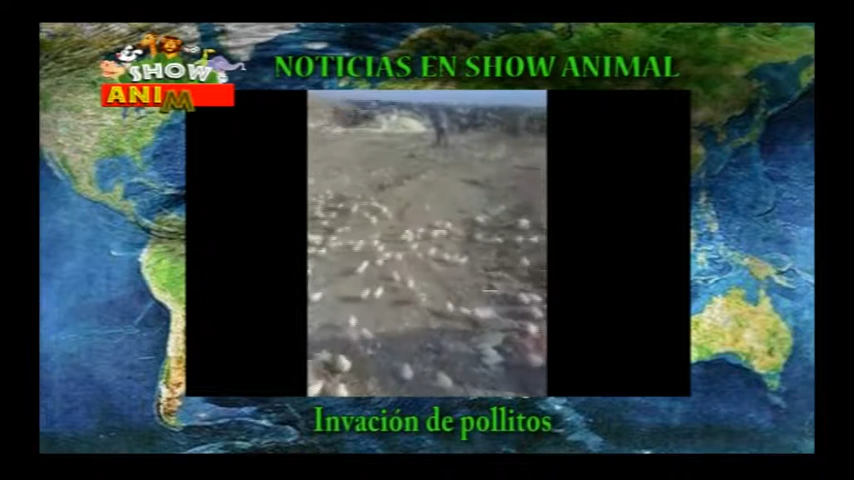 SHOW
ANIM
NOTICIAS EN SHOW ANIMAL
Invación de pollitos